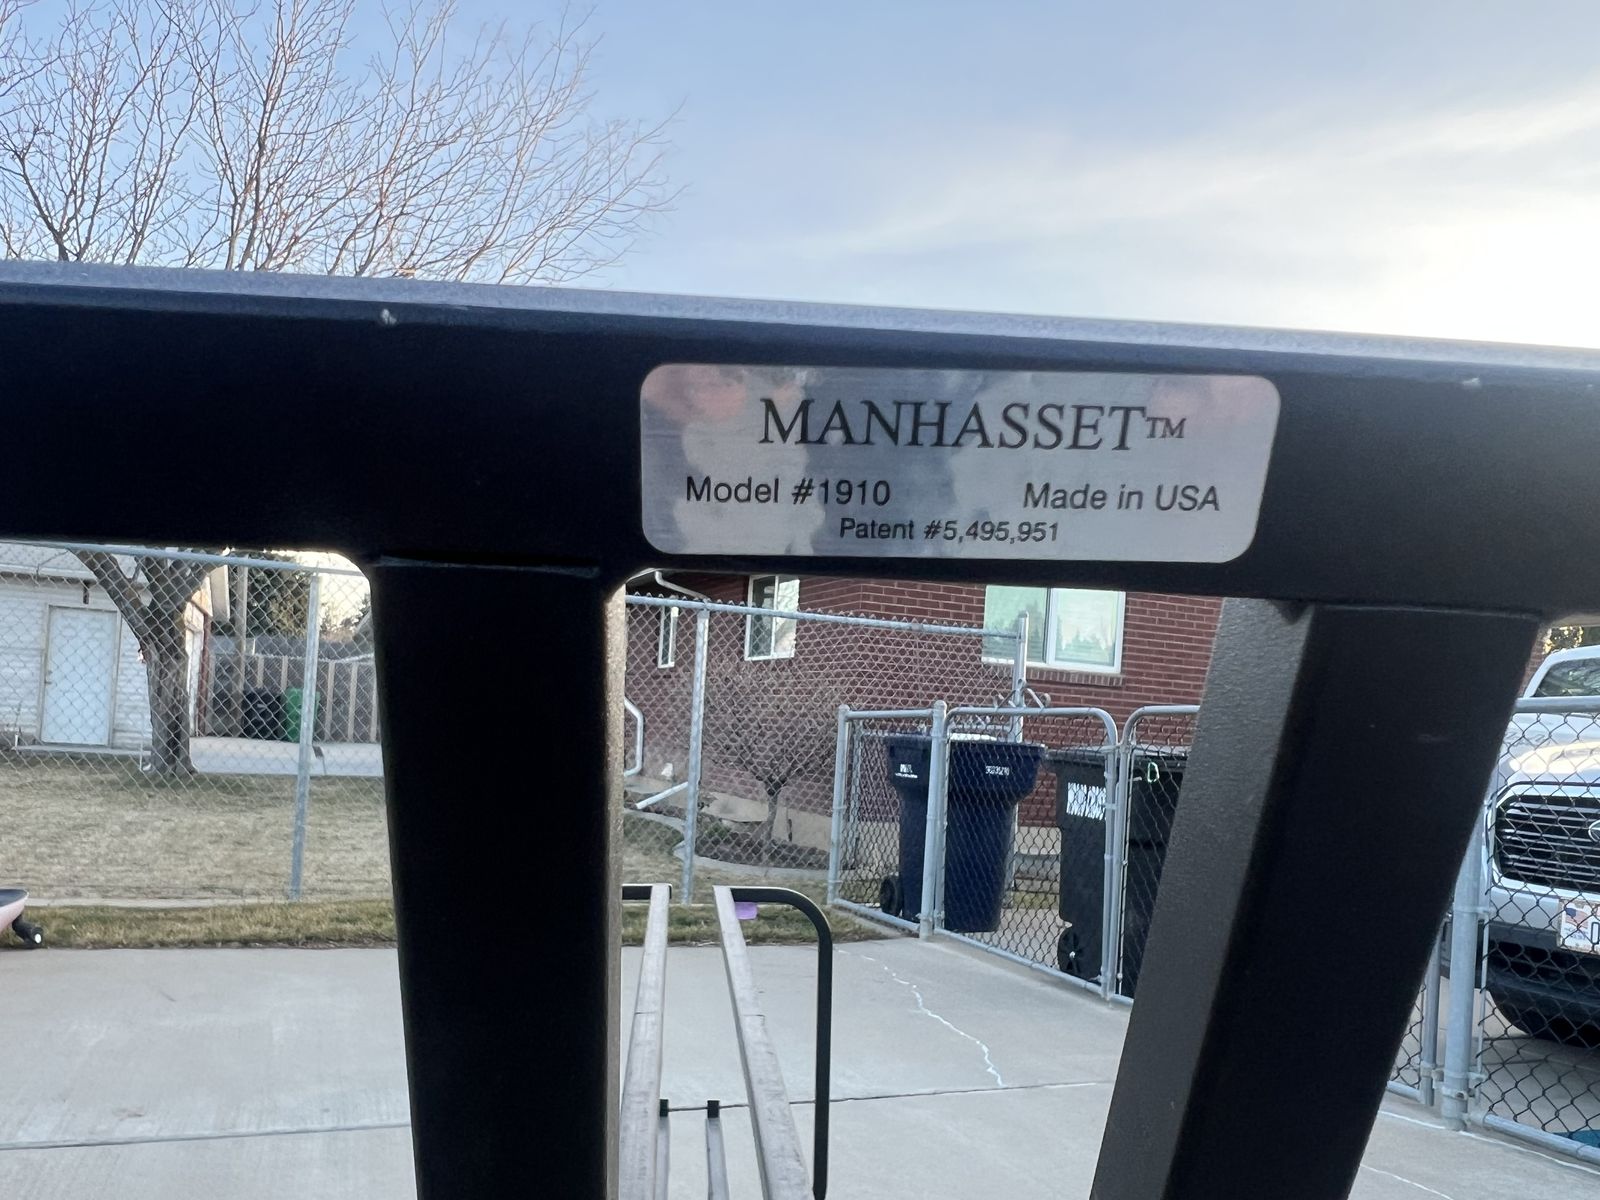 MANHASSET™
Model #1910 Made in USA
Patent #5,495,951